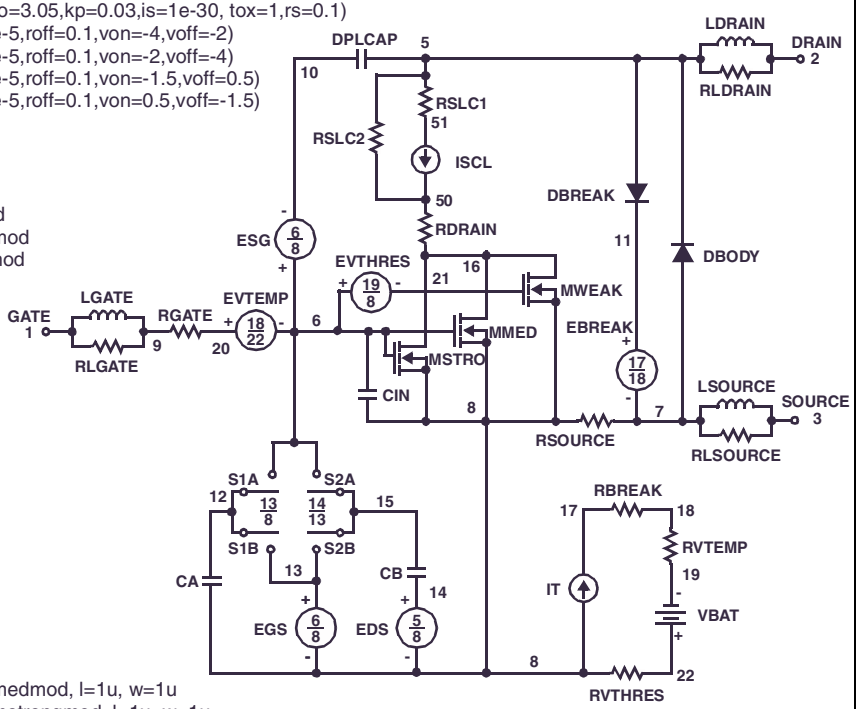 o=3.05,kp=0.03,is=1e-30, tox=1,rs=0.1)
e-5,roff=0.1,von=-4,voff=-2)
e-5,roff=0.1,von=-2,voff=-4)
e-5,roff=0.1,von=-1.5,voff=0.5)
e-5,roff=0.1,von=0.5,voff=-1.5)
LDRAIN
DPLCAP 5
DRAIN
2
10
RLDRAIN
RSLC1
51
RSLC2
ISCL
50
DBREAK
RDRAIN
ESG
- 6/8 +
11
DBODY
EVTHRES
+ 19/8 -
16
21
MWEAK
LGATE
GATE
1
RLGATE
9
RGATE
20
EVTEMP
+ 18/22 -
6
MMED
MSTRO
EBREAK
+ 17/18 -
CIN
8
RSOURCE
7
LSOURCE
SOURCE
3
RLSOURCE
S1A
S2A
12
13/8
14/13
15
S1B
S2B
13
CA
CB
14
EGS
+ 6/8 -
EDS
+ 5/8 -
RBREAK
17
18
RVTEMP
19
IT
-
VBAT
+
8
22
RVTHRES
d
mod
nod
medmod, l=1u, w=1u